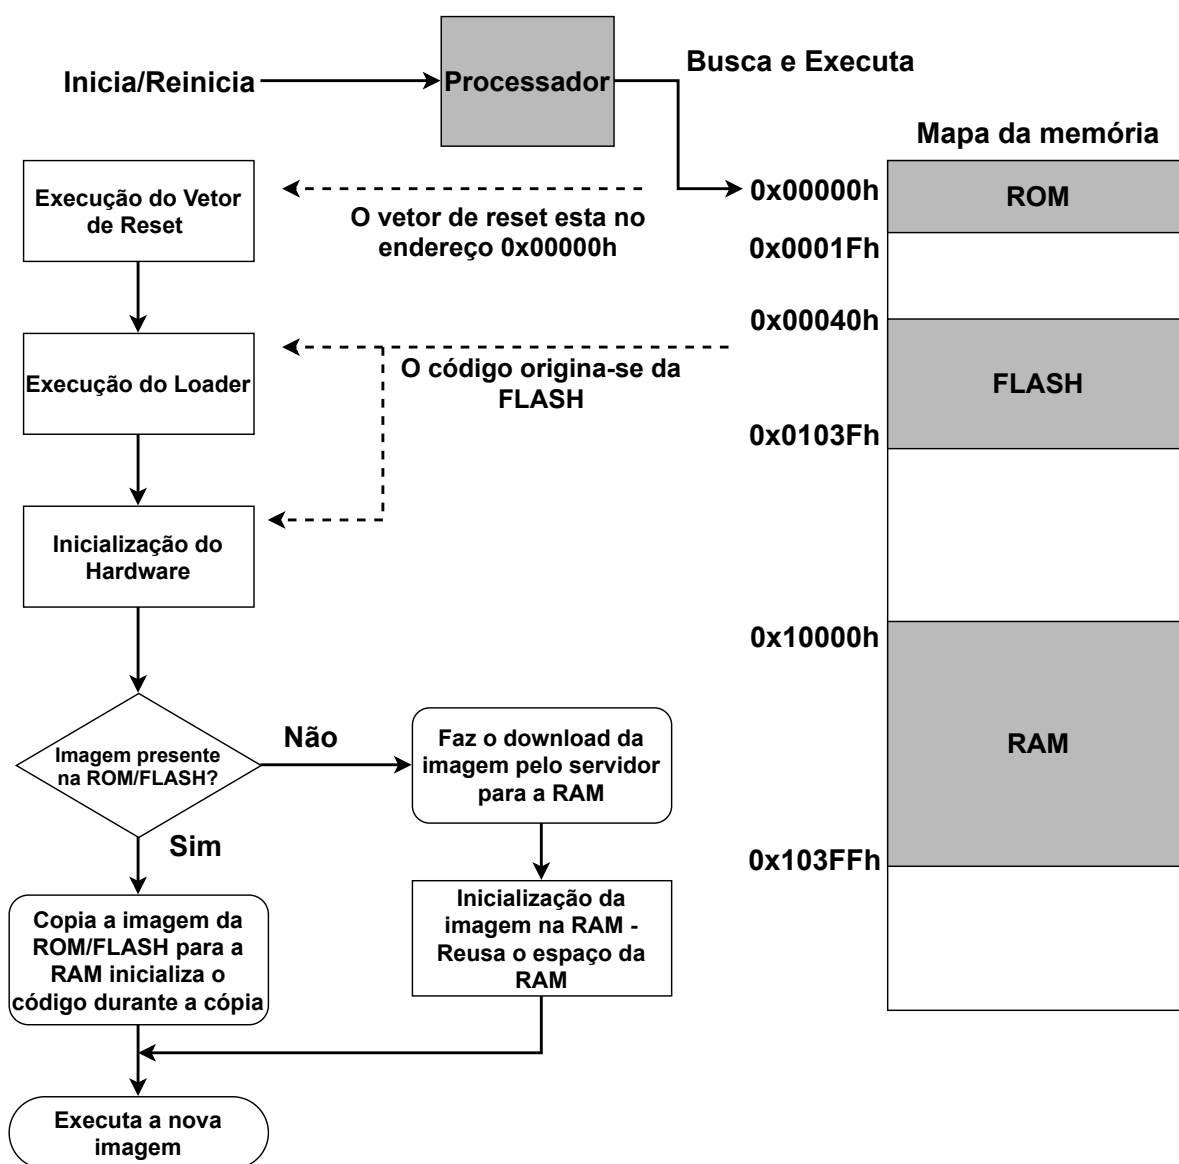 Inicia/Reinicia
Processador
Busca e Executa
Mapa da memória
Execução do Vetor
de Reset
O vetor de reset esta no
endereço 0x00000h
0x00000h
ROM
0x0001Fh
0x00040h
Execução do Loader
O código origina-se da
FLASH
FLASH
0x0103Fh
Inicialização do
Hardware
0x10000h
RAM
0x103FFh
Imagem presente
na ROM/FLASH?
Não
Faz o download da
imagem pelo servidor
para a RAM
Sim
Copia a imagem da
ROM/FLASH para a
RAM inicializa o
código durante a cópia
Inicialização da
imagem na RAM -
Reusa o espaço da
RAM
Executa a nova
imagem